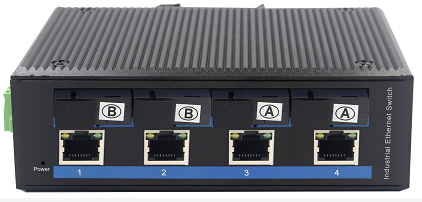 B B A A
Power 1 2 3 4
Industrial Ethernet Switch